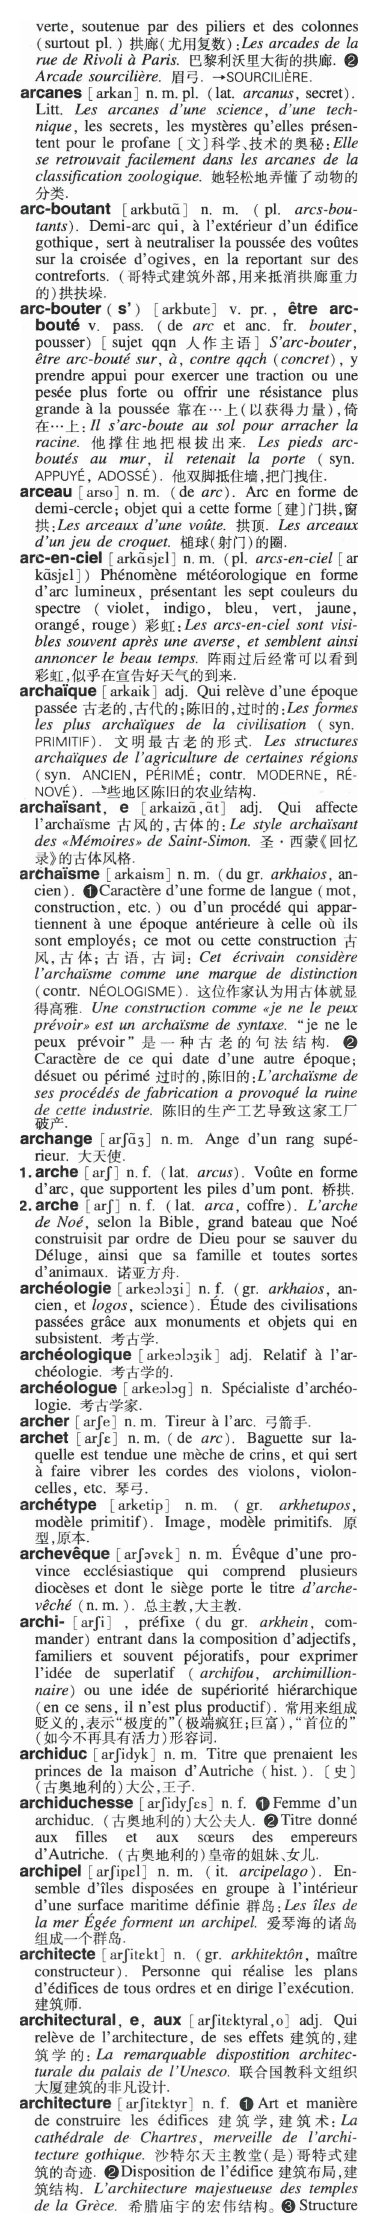 verte, soutenue par des piliers et des colonnes
(surtout pl.) 拱廊(尤用复数):Les arcades de la
rue de Rivoli à Paris. 巴黎利沃里大街的拱廊. ❷
Arcade sourcilière. 眉弓. →SOURCILIÈRE.
arcanes [arkan] n. m. pl. (lat. arcanus, secret).
Litt. Les arcanes d'une science, d'une tech-
nique, les secrets, les mystères qu'elles présen-
tent pour le profane [文]科学、技术的奥秘:Elle
se retrouvait facilement dans les arcanes de la
classification zoologique. 她轻松地弄懂了动物的
分类.
arc-boutant [arkbutɑ̃] n. m. (pl. arcs-bou-
tants). Demi-arc qui, à l'extérieur d'un édifice
gothique, sert à neutraliser la poussée des voûtes
sur la croisée d'ogives, en la reportant sur des
contreforts. (哥特式建筑外部,用来抵消拱廊重力
的)拱扶垛.
arc-bouter (s') [arkbute] v. pr., être arc-
bouté v. pass. (de arc et anc. fr. bouter,
pousser) [sujet qqn 人作主语] S'arc-bouter,
être arc-bouté sur, à, contre qqch (concret), y
prendre appui pour exercer une traction ou une
pesée plus forte ou offrir une résistance plus
grande à la poussée 靠在…上(以获得力量),倚
在…上:Il s'arc-boute au sol pour arracher la
racine. 他撑住地把根拔出来. Les pieds arc-
boutés au mur, il retenait la porte (syn.
APPUYÉ, ADOSSÉ). 他双脚抵住墙,把门拽住.
arceau [arso] n. m. (de arc). Arc en forme de
demi-cercle; objet qui a cette forme [建]门拱,窗
拱:Les arceaux d'une voûte. 拱顶. Les arceaux
d'un jeu de croquet. 槌球(射门)的圈.
arc-en-ciel [arkɑ̃sjɛl] n. m. (pl. arcs-en-ciel [ar
kɑ̃sjɛl]) Phénomène météorologique en forme
d'arc lumineux, présentant les sept couleurs du
spectre (violet, indigo, bleu, vert, jaune,
orangé, rouge) 彩虹:Les arcs-en-ciel sont visi-
bles souvent après une averse, et semblent ainsi
annoncer le beau temps. 阵雨过后经常可以看到
彩虹,似乎在宣告好天气的到来.
archaïque [arkaik] adj. Qui relève d'une époque
passée 古老的,古代的;陈旧的,过时的:Les formes
les plus archaïques de la civilisation (syn.
PRIMITIF). 文明最古老的形式. Les structures
archaïques de l'agriculture de certaines régions
(syn. ANCIEN, PÉRIMÉ; contr. MODERNE, RÉ-
NOVÉ). 一些地区陈旧的农业结构.
archaïsant, e [arkaizɑ̃,ɑ̃t] adj. Qui affecte
l'archaïsme 古风的,古体的:Le style archaïsant
des «Mémoires» de Saint-Simon. 圣·西蒙《回忆
录》的古体风格.
archaïsme [arkaism] n. m. (du gr. arkhaios, an-
cien). ❶Caractère d'une forme de langue (mot,
construction, etc.) ou d'un procédé qui appar-
tiennent à une époque antérieure à celle où ils
sont employés; ce mot ou cette construction 古
风,古体; 古语, 古词: Cet écrivain considère
l'archaïsme comme une marque de distinction
(contr. NÉOLOGISME). 这位作家认为用古体就显
得高雅. Une construction comme «je ne le peux
prévoir» est un archaïsme de syntaxe. "je ne le
peux prévoir" 是一种古老的句法结构. ❷
Caractère de ce qui date d'une autre époque;
désuet ou périmé 过时的,陈旧的:L'archaïsme de
ses procédés de fabrication a provoqué la ruine
de cette industrie. 陈旧的生产工艺导致这家工厂
破产.
archange [arʃɑ̃ʒ] n. m. Ange d'un rang supé-
rieur. 大天使.
1. arche [arʃ] n. f. (lat. arcus). Voûte en forme
d'arc, que supportent les piles d'um pont. 桥拱.
2. arche [arʃ] n. f. (lat. arca, coffre). L'arche
de Noé, selon la Bible, grand bateau que Noé
construisit par ordre de Dieu pour se sauver du
Déluge, ainsi que sa famille et toutes sortes
d'animaux. 诺亚方舟.
archéologie [arkeɔlɔʒi] n. f. (gr. arkhaios, an-
cien, et logos, science). Étude des civilisations
passées grâce aux monuments et objets qui en
subsistent. 考古学.
archéologique [arkeɔlɔʒik] adj. Relatif à l'ar-
chéologie. 考古学的.
archéologue [arkeɔlɔg] n. Spécialiste d'archéo-
logie. 考古学家.
archer [arʃe] n. m. Tireur à l'arc. 弓箭手.
archet [arʃɛ] n. m. (de arc). Baguette sur la-
quelle est tendue une mèche de crins, et qui sert
à faire vibrer les cordes des violons, violon-
celles, etc. 琴弓.
archétype [arketip] n. m. (gr. arkhetupos,
modèle primitif). Image, modèle primitifs. 原
型,原本.
archevêque [arʃəvɛk] n. m. Évêque d'une pro-
vince ecclésiastique qui comprend plusieurs
diocèses et dont le siège porte le titre d'arche-
vêché (n. m.). 总主教,大主教.
archi- [arʃi], préfixe (du gr. arkhein, com-
mander) entrant dans la composition d'adjectifs,
familiers et souvent péjoratifs, pour exprimer
l'idée de superlatif (archifou, archimillion-
naire) ou une idée de supériorité hiérarchique
(en ce sens, il n'est plus productif). 常用来组成
贬义的,表示"极度的"(极端疯狂;巨富),"首位的"
(如今不再具有活力)形容词.
archiduc [arʃidyk] n. m. Titre que prenaient les
princes de la maison d'Autriche (hist.). [史]
(古奥地利的)大公,王子.
archiduchesse [arʃidyʃɛs] n. f. ❶Femme d'un
archiduc. (古奥地利的)大公夫人. ❷Titre donné
aux filles et aux sœurs des empereurs
d'Autriche. (古奥地利的)皇帝的姐妹、女儿.
archipel [arʃipɛl] n. m. (it. arcipelago). En-
semble d'îles disposées en groupe à l'intérieur
d'une surface maritime définie 群岛:Les îles de
la mer Égée forment un archipel. 爱琴海的诸岛
组成一个群岛.
architecte [arʃitɛkt] n. (gr. arkhitektôn, maître
constructeur). Personne qui réalise les plans
d'édifices de tous ordres et en dirige l'exécution.
建筑师.
architectural, e, aux [arʃitɛktyral,o] adj. Qui
relève de l'architecture, de ses effets 建筑的,建
筑学的: La remarquable dispostition architec-
turale du palais de l'Unesco. 联合国教科文组织
大厦建筑的非凡设计.
architecture [arʃitɛktyr] n. f. ❶ Art et manière
de construire les édifices 建筑学,建筑术: La
cathédrale de Chartres, merveille de l'archi-
tecture gothique. 沙特尔天主教堂(是)哥特式建
筑的奇迹. ❷Disposition de l'édifice 建筑布局,建
筑结构. L'architecture majestueuse des temples
de la Grèce. 希腊庙宇的宏伟结构。❸ Structure